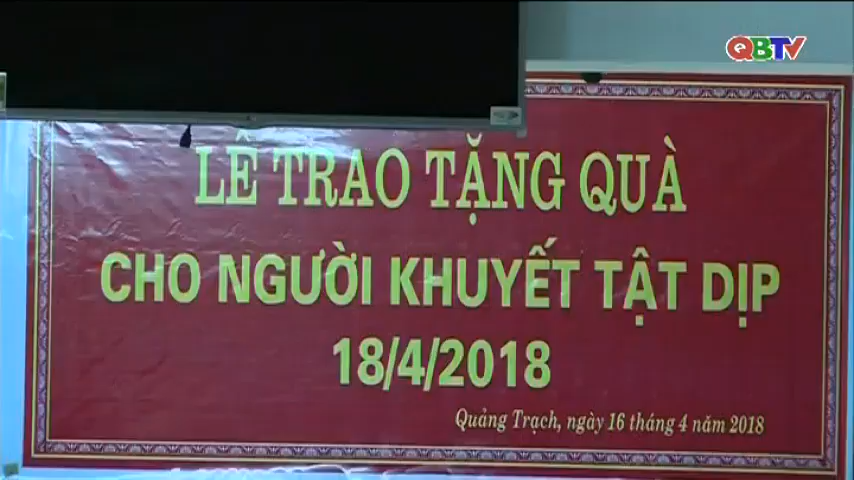 QBTV
LỄ TRAO TẶNG QUÀ
CHO NGƯỜI KHUYẾT TẬT DỊP
18/4/2018
Quảng Trạch, ngày 16 tháng 4 năm 2018